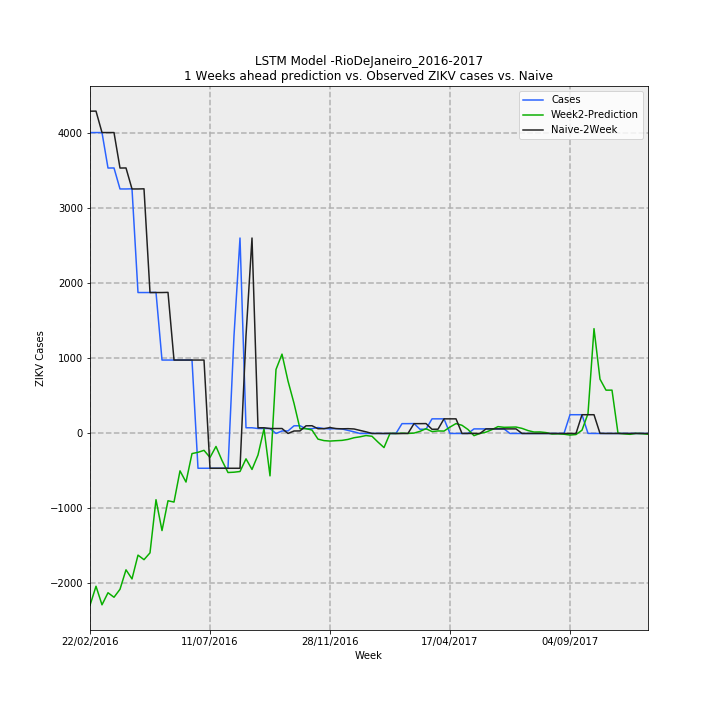 LSTM Model -RioDeJaneiro_2016-2017
1 Weeks ahead prediction vs. Observed ZIKV cases vs. Naive
Cases
Week2-Prediction
Naive-2Week
4000
3000
2000
1000
0
−1000
−2000
ZIKV Cases
22/02/2016
11/07/2016
28/11/2016
17/04/2017
04/09/2017
Week